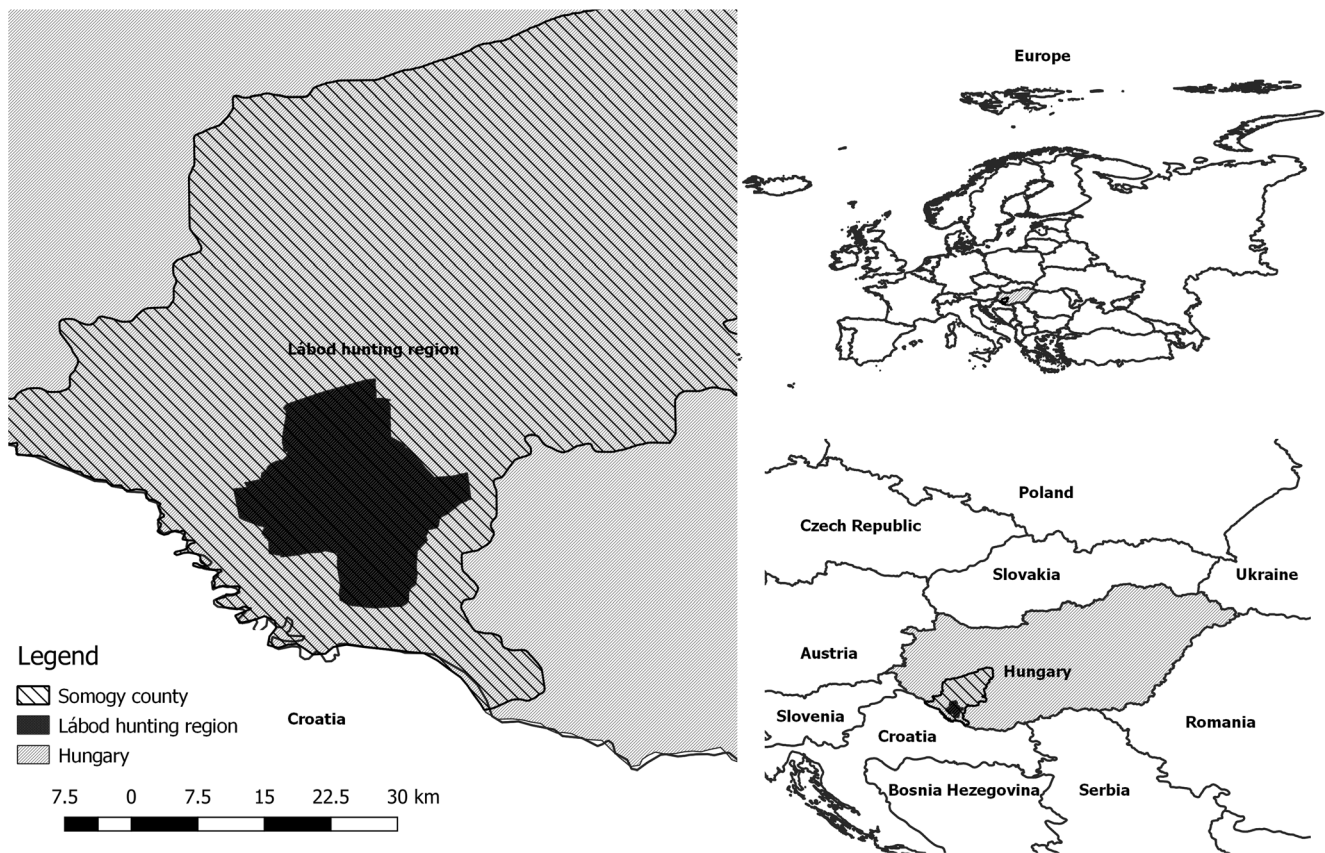 Lábod hunting region
Croatia
Legend
Somogy county
Lábod hunting region
Hungary
7.5 0 7.5 15 22.5 30 km
Europe
Poland
Czech Republic
Slovakia
Ukraine
Austria
Hungary
Slovenia
Croatia
Romania
Bosnia Hezegovina
Serbia